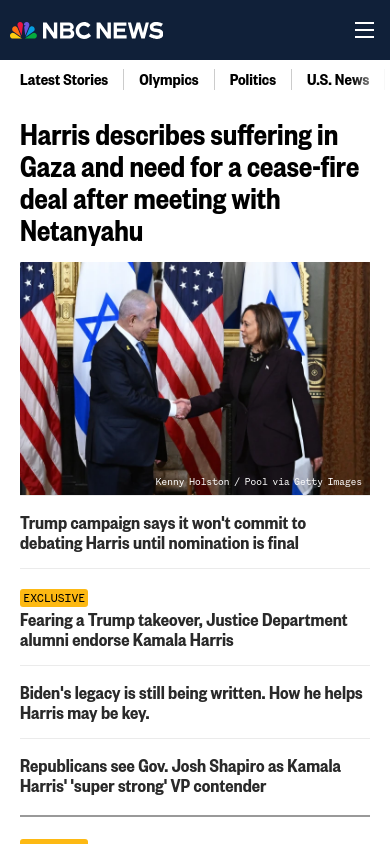 NBC NEWS
Latest Stories
Olympics
Politics
U.S. News
Harris describes suffering in
Gaza and need for a cease-fire
deal after meeting with
Netanyahu
Kenny Holston / Pool via Getty Images
Trump campaign says it won't commit to
debating Harris until nomination is final
EXCLUSIVE
Fearing a Trump takeover, Justice Department
alumni endorse Kamala Harris
Biden's legacy is still being written. How he helps
Harris may be key.
Republicans see Gov. Josh Shapiro as Kamala
Harris' 'super strong' VP contender